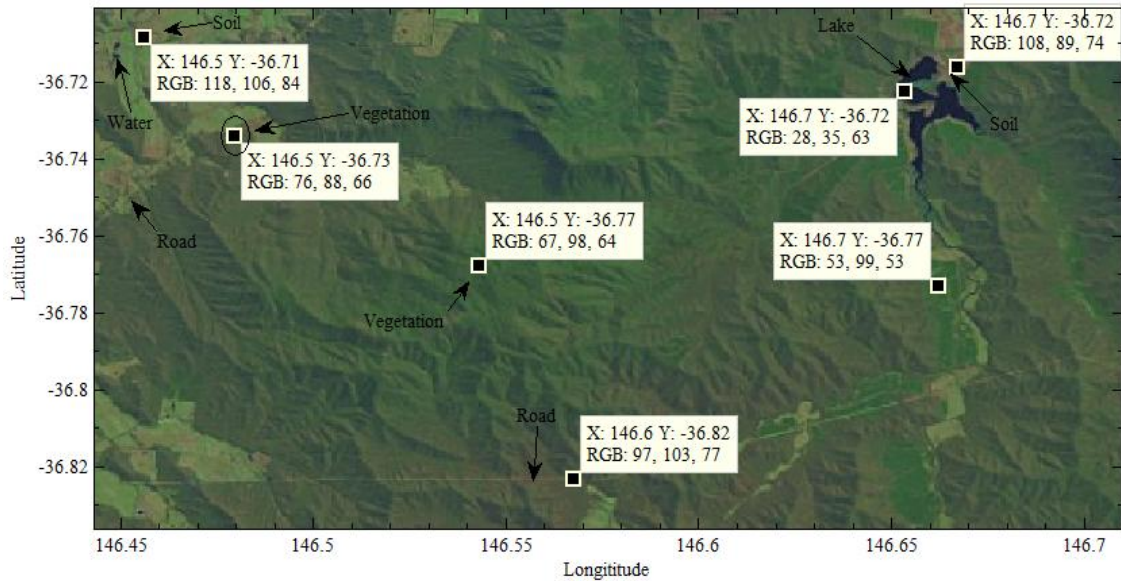 Soil
X: 146.5 Y: -36.71
RGB: 118, 106, 84
Water
Vegetation
X: 146.5 Y: -36.73
RGB: 76, 88, 66
Road
X: 146.5 Y: -36.77
RGB: 67, 98, 64
Vegetation
Lake
X: 146.7 Y: -36.72
RGB: 108, 89, 74
Soil
X: 146.7 Y: -36.72
RGB: 28, 35, 63
X: 146.7 Y: -36.77
RGB: 53, 99, 53
Road
X: 146.6 Y: -36.82
RGB: 97, 103, 77
Latitude
-36.72
-36.74
-36.76
-36.78
-36.8
-36.82
146.45
146.5
146.55
146.6
146.65
146.7
Longititude